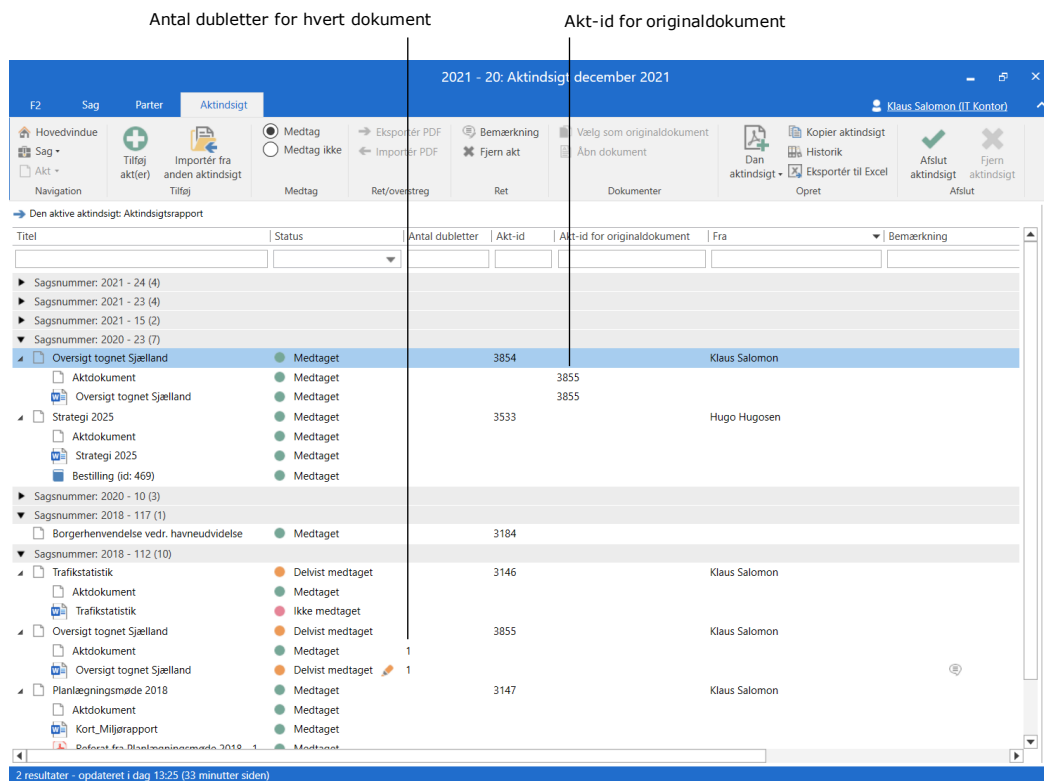 Antal dubletter for hvert dokument
Akt-id for originaldokument
2021 - 20: Aktindsigt december 2021
F2 Sag Parter Aktindsigt Klaus Salomon (IT Kontor)
Hovedvindue
Sag
Akt
Navigation
Tilføj akt(er)
Importér fra anden aktindsigt
Tilføj
Medtag
Medtag ikke
Medtag
Eksportér PDF
Importér PDF
Ret/overstreg
Bemærkning
Fjern akt
Ret
Vælg som originaldokument
Åbn dokument
Dokumenter
Dan aktindsigt
Kopier aktindsigt
Historik
Eksportér til Excel
Opret
Afslut aktindsigt
Fjern aktindsigt
Afslut
Den aktive aktindsigt: Aktindsigtsrapport
Titel Status Antal dubletter Akt-id Akt-id for originaldokument Fra Bemærkning
Sagsnummer: 2021 - 24 (4)
Sagsnummer: 2021 - 23 (4)
Sagsnummer: 2021 - 15 (2)
Sagsnummer: 2020 - 23 (7)
Oversigt tognet Sjælland Medtaget 3854 Klaus Salomon
Aktdokument Medtaget 3855
Oversigt tognet Sjælland Medtaget 3855
Strategi 2025 Medtaget 3533 Hugo Hugosen
Aktdokument Medtaget
Strategi 2025 Medtaget
Bestilling (id: 469) Medtaget
Sagsnummer: 2020 - 10 (3)
Sagsnummer: 2018 - 117 (1)
Borgerhenvendelse vedr. havneudvidelse Medtaget 3184
Sagsnummer: 2018 - 112 (10)
Trafikstatistik Delvist medtaget 3146 Klaus Salomon
Aktdokument Medtaget
Trafikstatistik Ikke medtaget
Oversigt tognet Sjælland Delvist medtaget 3855 Klaus Salomon
Aktdokument Medtaget 1
Oversigt tognet Sjælland Delvist medtaget 1
Planlægningsmøde 2018 Medtaget 3147 Klaus Salomon
Aktdokument Medtaget
Kort_Miljørapport Medtaget
Referat fra Planlægningsmøde 2018 1 Medtaget
2 resultater - opdateret i dag 13:25 (33 minutter siden)